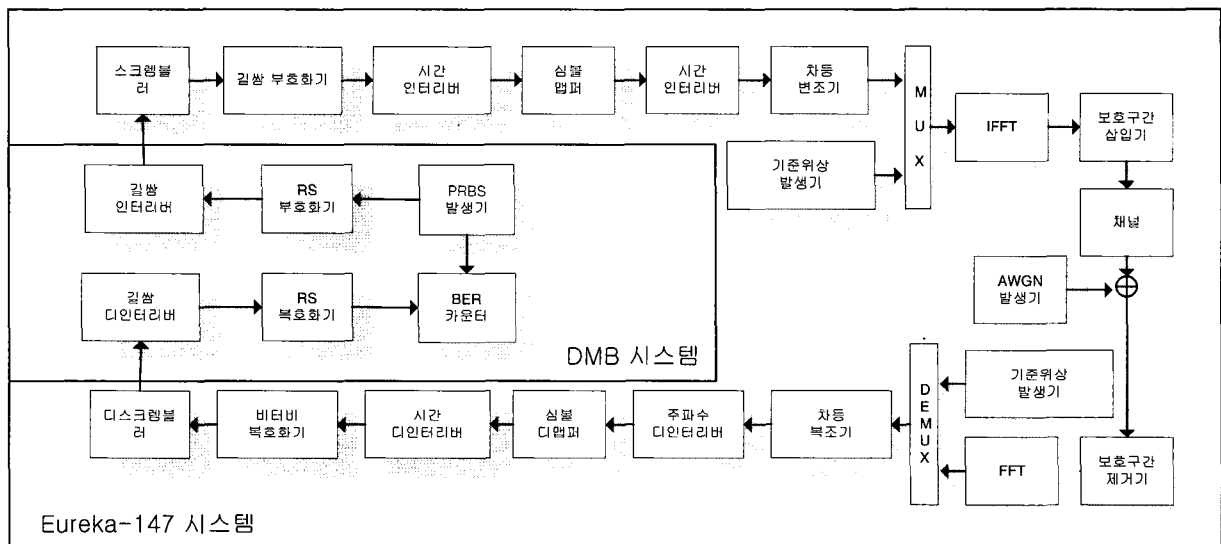 스크렘블
러
길쌈 부호화기
시간
인터리버
심볼
맵퍼
시간
인터리버
차등
변조기
M
U
X
IFFT
보호구간
삽입기
기준위상
발생기
길쌈
인터리버
RS
부호화기
PRBS
발생기
채널
길쌈
디인터리버
RS
복호화기
BER
카운터
AWGN
발생기
DMB 시스템
디스크렘블
러
비터비
복호화기
시간
디인터리버
심볼
디맵퍼
주파수
디인터리버
차등
복조기
DEMUX
기준위상
발생기
FFT
보호구간
제거기
Eureka-147 시스템